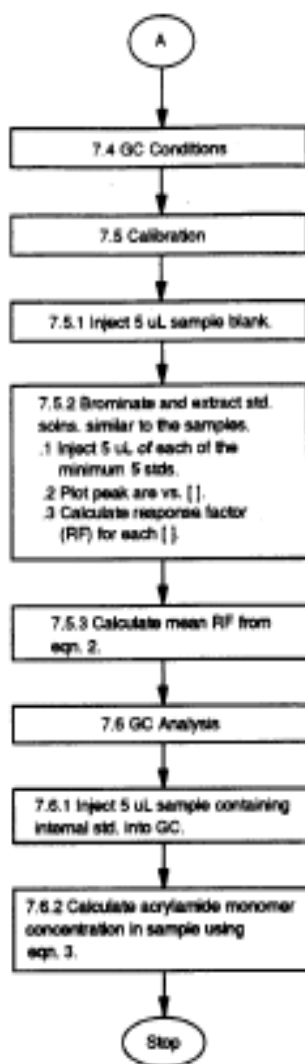 A
7.4 GC Conditions
7.5 Calibration
7.5.1 Inject 5 uL sample blank.
7.5.2 Brominate and extract std.
solns. similar to the samples.
.1 Inject 5 uL of each of the
minimum 5 stds.
.2 Plot peak are vs. [ ].
.3 Calculate response factor
(RF) for each [ ].
7.5.3 Calculate mean RF from
eqn. 2.
7.6 GC Analysis
7.6.1 Inject 5 uL sample containing
internal std. into GC.
7.6.2 Calculate acrylamide monomer
concentration in sample using
eqn. 3.
Stop